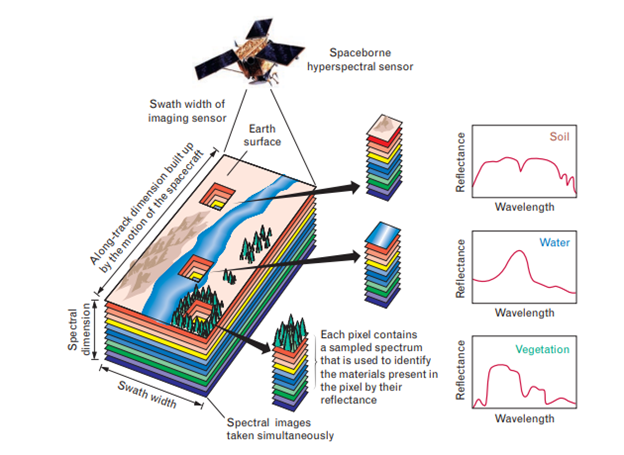 Spaceborne
hyperspectral sensor
Swath width of
imaging sensor
Earth
surface
Along-track dimension built up
by the motion of the spacecraft
Spectral
dimension
Swath width
Spectral images
taken simultaneously
Each pixel contains
a sampled spectrum
that is used to identify
the materials present in
the pixel by their
reflectance
Soil
Reflectance
Wavelength
Water
Reflectance
Wavelength
Vegetation
Reflectance
Wavelength